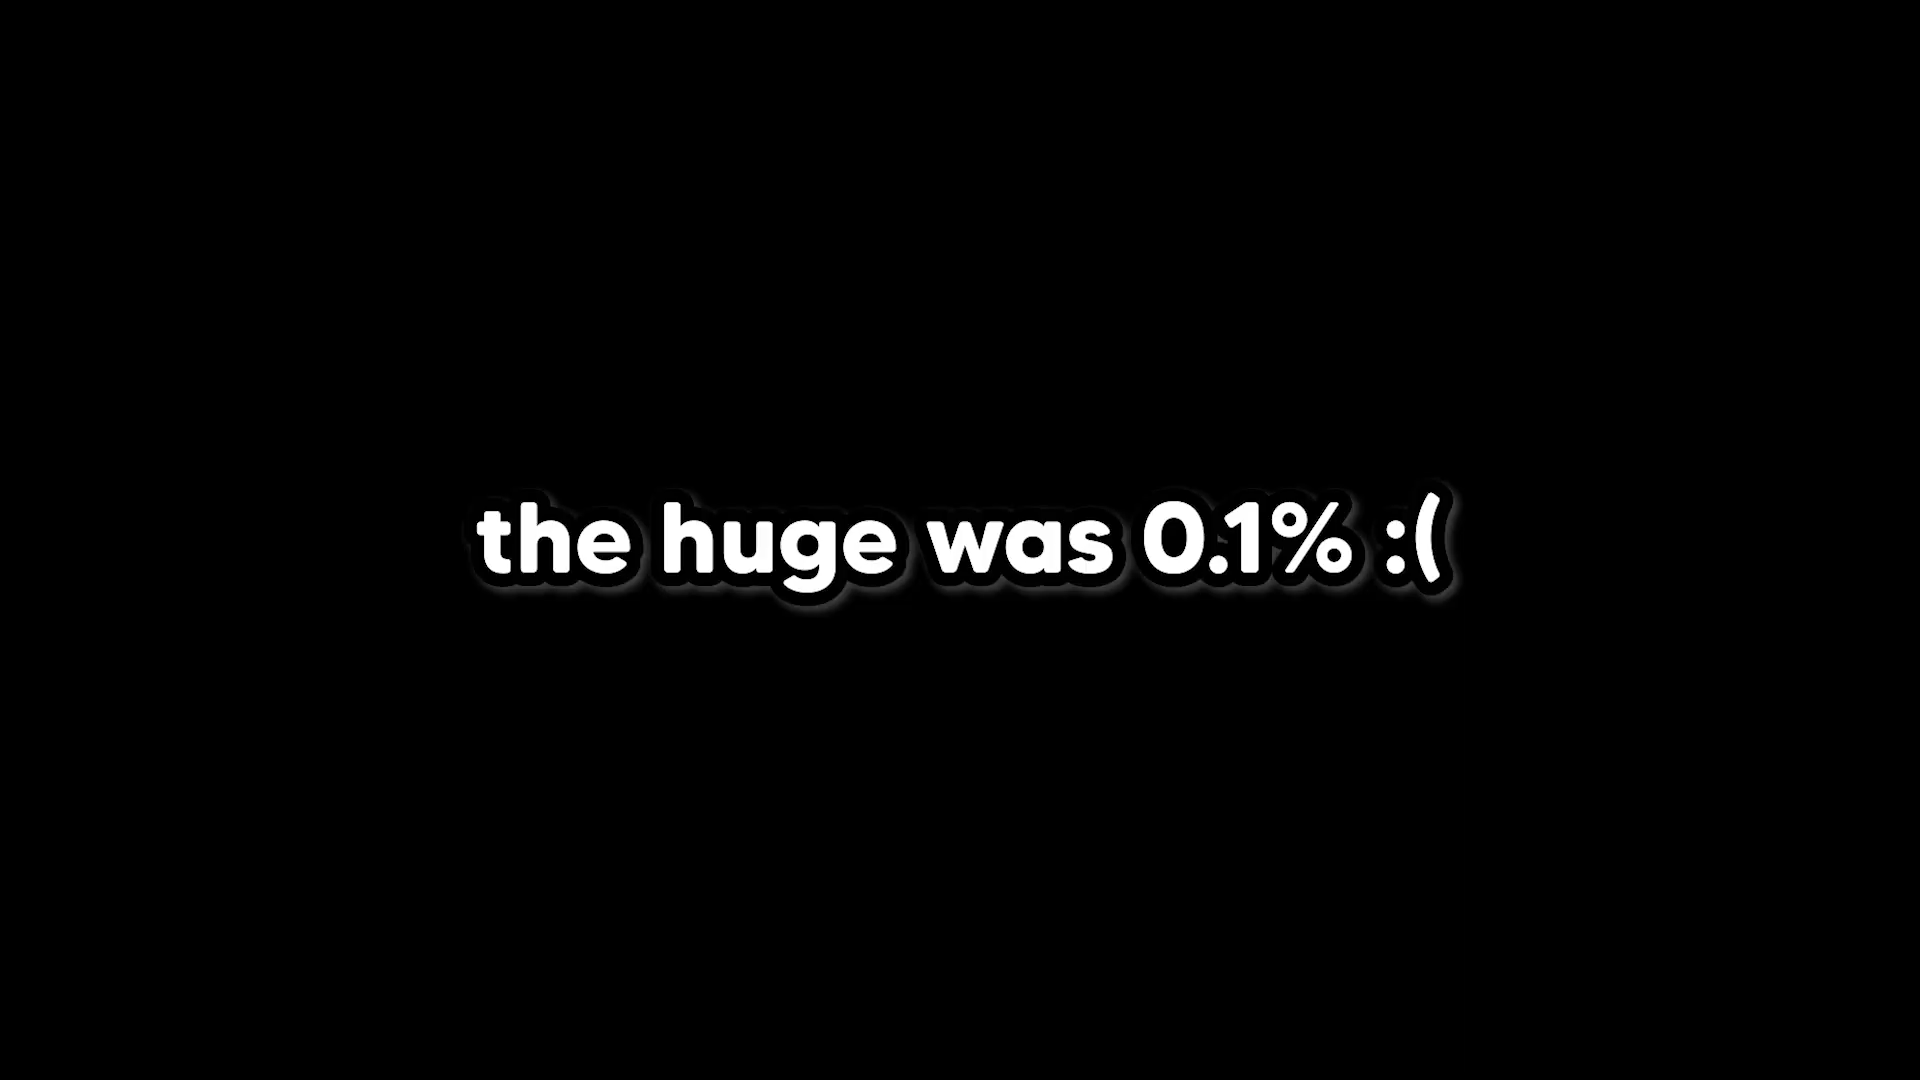 the huge was 0.1% :(